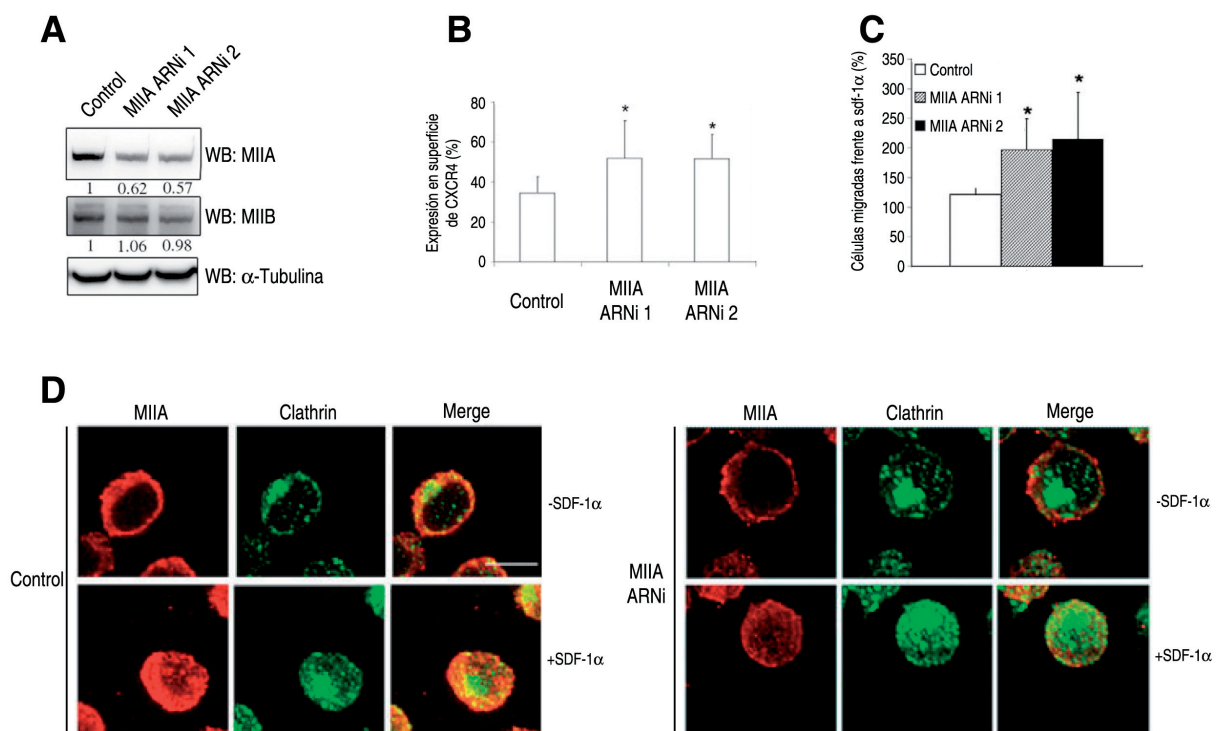 A
Control
MIIA ARNi 1
MIIA ARNi 2
WB: MIIA
1 0.62 0.57
WB: MIIB
1 1.06 0.98
WB: α-Tubulina
B
Expresión en superficie
de CXCR4 (%)
80
60
40
20
0
*
*
Control
MIIA
ARNi 1
MIIA
ARNi 2
C
Células migradas frente a sdf-1α (%)
350
300
250
200
150
100
50
0
Control
MIIA ARNi 1
MIIA ARNi 2
*
*
D
MIIA Clathrin Merge
-SDF-1α
Control
+SDF-1α
MIIA Clathrin Merge
-SDF-1α
MIIA
ARNi
+SDF-1α